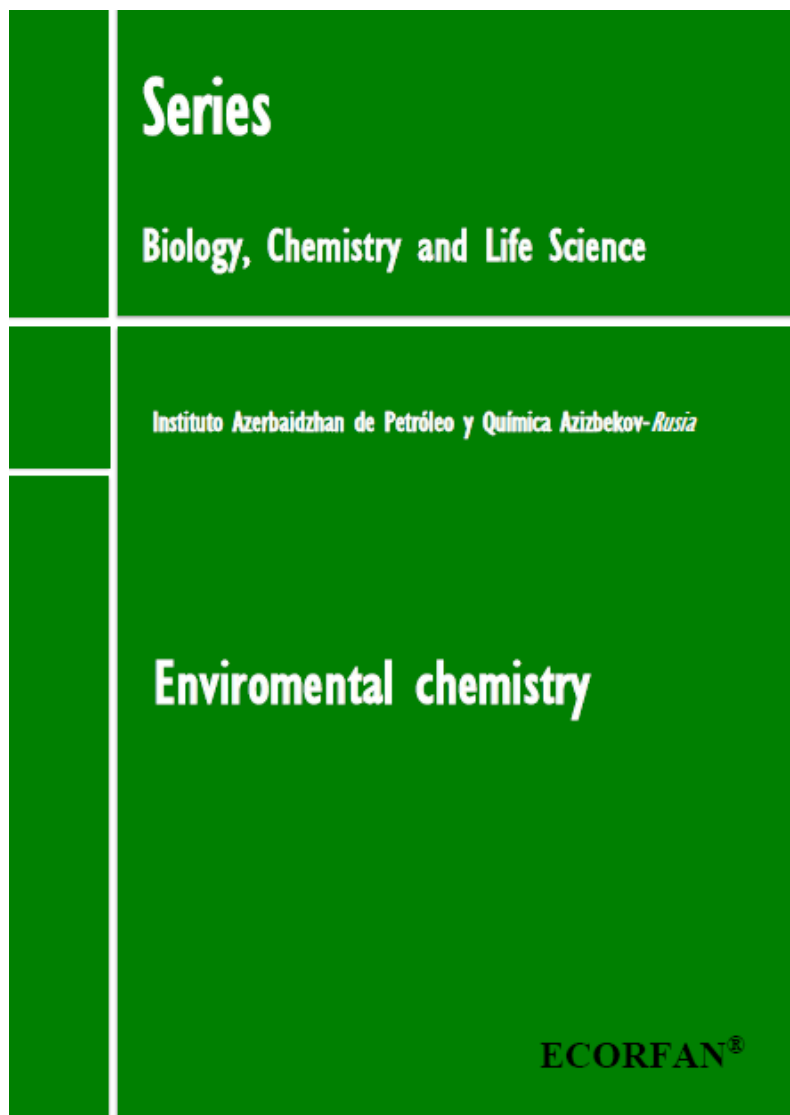 Series
Biology, Chemistry and Life Science
Instituto Azerbaidzhan de Petróleo y Química Azizbekov-Rusia
Enviromental chemistry
ECORFAN®